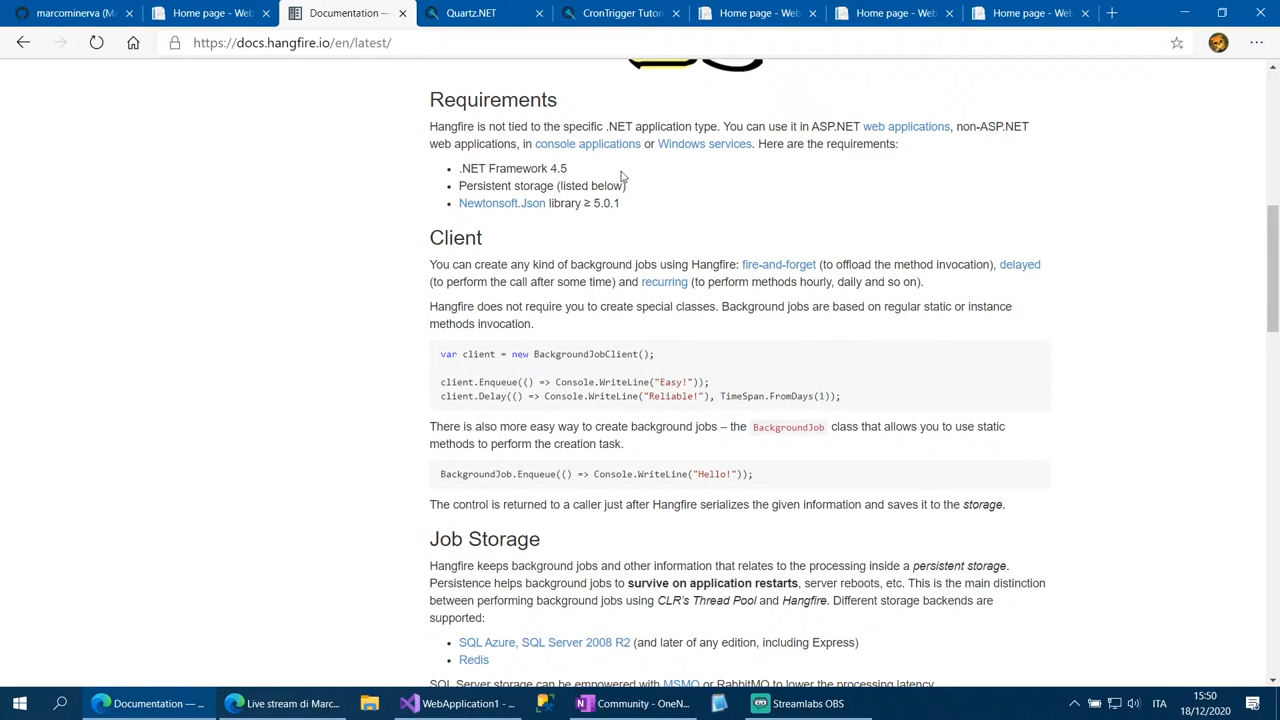 marcominerva (Ma
Home page - Web
Documentation —
Quartz.NET
CronTrigger Tutor
Home page - Web
Home page - Web
Home page - Web
https://docs.hangfire.io/en/latest/
Requirements
Hangfire is not tied to the specific .NET application type. You can use it in ASP.NET web applications, non-ASP.NET
web applications, in console applications or Windows services. Here are the requirements:
• .NET Framework 4.5
• Persistent storage (listed below)
• Newtonsoft.Json library ≥ 5.0.1
Client
You can create any kind of background jobs using Hangfire: fire-and-forget (to offload the method invocation), delayed
(to perform the call after some time) and recurring (to perform methods hourly, daily and so on).
Hangfire does not require you to create special classes. Background jobs are based on regular static or instance
methods invocation.
var client = new BackgroundJobClient();
client.Enqueue(() => Console.WriteLine("Easy!"));
client.Delay(() => Console.WriteLine("Reliable!"), TimeSpan.FromDays(1));
There is also more easy way to create background jobs – the BackgroundJob class that allows you to use static
methods to perform the creation task.
BackgroundJob.Enqueue(() => Console.WriteLine("Hello!"));
The control is returned to a caller just after Hangfire serializes the given information and saves it to the storage.
Job Storage
Hangfire keeps background jobs and other information that relates to the processing inside a persistent storage.
Persistence helps background jobs to survive on application restarts, server reboots, etc. This is the main distinction
between performing background jobs using CLR's Thread Pool and Hangfire. Different storage backends are
supported:
• SQL Azure, SQL Server 2008 R2 (and later of any edition, including Express)
• Redis
SQL Server storage can be empowered with MSMQ or RabbitMQ to lower the processing latency.
Documentation — ...
Live stream di Marc...
WebApplication1 - ...
Community - OneN...
Streamlabs OBS
ITA
15:50
18/12/2020